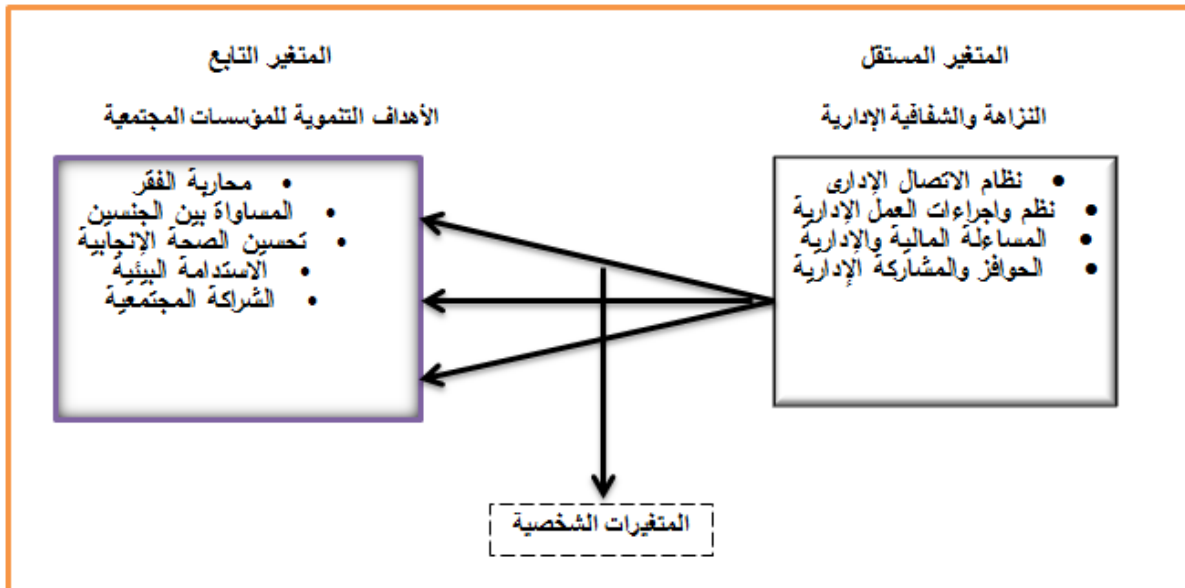 المتغير المستقل
النزاهة والشفافية الإدارية
• نظام الاتصال الإدارى
• نظم واجراءات العمل الإدارية
• المساءلة المالية والإدارية
• الحوافز والمشاركة الإدارية
المتغير التابع
الأهداف التنموية للمؤسسات المجتمعية
• محاربة الفقر
• المساواة بين الجنسين
• تحسين الصحة الإنجابية
• الاستدامة البيئية
• الشراكة المجتمعية
المتغيرات الشخصية